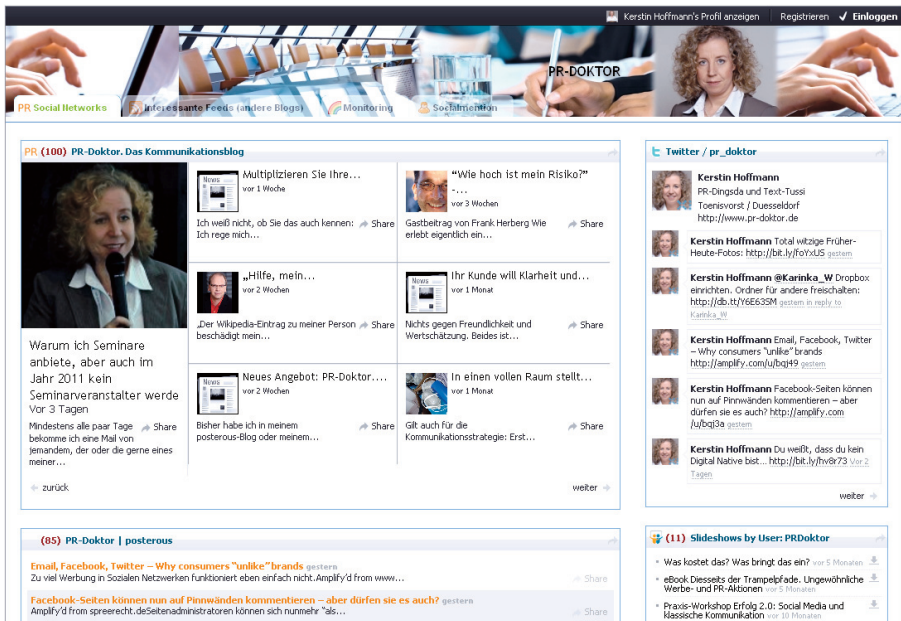 Kerstin Hoffmann's Profil anzeigen
Registrieren
Einloggen
PR-DOKTOR
PR Social Networks
Interessante Feeds (andere Blogs)
Monitoring
Socialmention
PR (100) PR-Doktor. Das Kommunikationsblog
Warum ich Seminare
anbiete, aber auch im
Jahr 2011 kein
Seminarveranstalter werde
Vor 3 Tagen
Mindestens alle paar Tage
Share
bekomme ich eine Mail von
jemandem, der oder die gerne eines
meiner...
News
Multiplizieren Sie Ihre...
vor 1 Woche
Ich weiß nicht, ob Sie das auch kennen:
Share
Ich rege mich...
"Wie hoch ist mein Risiko?"
-...
vor 3 Wochen
Gastbeitrag von Frank Herberg Wie
Share
erlebt eigentlich ein...
„Hilfe, mein...
vor 2 Wochen
„Der Wikipedia-Eintrag zu meiner Person
Share
beschädigt mein...
News
Ihr Kunde will Klarheit und...
vor 1 Monat
Nichts gegen Freundlichkeit und
Share
Wertschätzung. Beides ist...
News
Neues Angebot: PR-Doktor....
vor 2 Wochen
Bisher habe ich in meinem
Share
posterous-Blog oder meinem...
In einen vollen Raum stellt...
vor 1 Monat
Gilt auch für die
Share
Kommunikationsstrategie: Erst...
zurück
weiter
Twitter / pr_doktor
Kerstin Hoffmann
PR-Dingsda und Text-Tussi
Toenisvorst / Duesseldorf
http://www.pr-doktor.de
Kerstin Hoffmann Total witzige Früher-
Heute-Fotos: http://bit.ly/foYxUS gestern
Kerstin Hoffmann @Karinka_W Dropbox
einrichten. Ordner für andere freischalten:
http://db.tt/Y6E63SM gestern in reply to
Karinka_W
Kerstin Hoffmann Email, Facebook, Twitter
– Why consumers "unlike" brands
http://amplify.com/u/bqj49 gestern
Kerstin Hoffmann Facebook-Seiten können
nun auf Pinnwänden kommentieren – aber
dürfen sie es auch? http://amplify.com
/u/bqj3a gestern
Kerstin Hoffmann Du weißt, dass du kein
Digital Native bist... http://bit.ly/hv8r73 Vor 2
Tagen
weiter
(85) PR-Doktor | posterous
Email, Facebook, Twitter – Why consumers "unlike" brands gestern
Zu viel Werbung in Sozialen Netzwerken funktioniert eben einfach nicht.Amplify'd from www...
Share
Facebook-Seiten können nun auf Pinnwänden kommentieren – aber dürfen sie es auch? gestern
Amplify'd from spreerecht.deSeitenadministratoren können sich nunmehr "als...
Share
(11) Slideshows by User: PRDoktor
Was kostet das? Was bringt das ein? vor 5 Monaten
eBook Diesseits der Trampelpfade. Ungewöhnliche
Werbe- und PR-Aktionen vor 5 Monaten
Praxis-Workshop Erfolg 2.0: Social Media und
klassische Kommunikation vor 10 Monaten